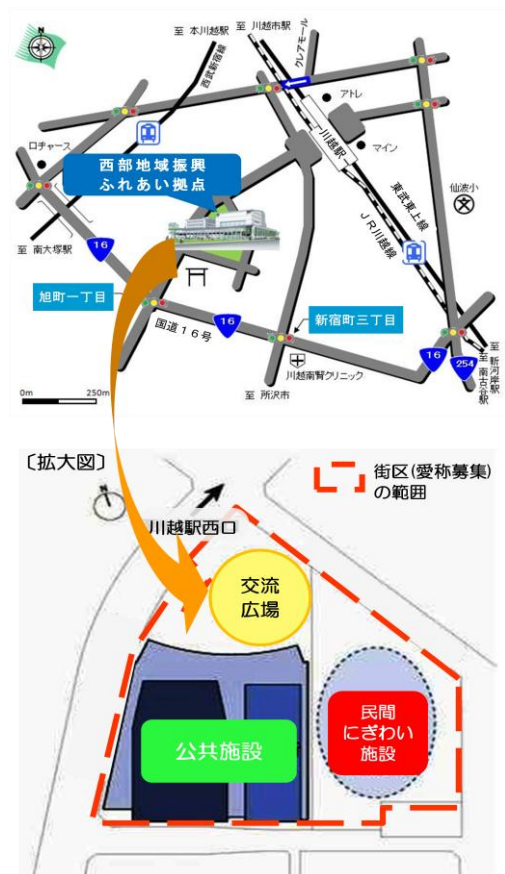 N
至 本川越駅
至 川越市駅
西武新宿線
クレアモール
アトレ
ロヂャース
川越駅
マイン
西部地域振興
ふれあい拠点
仙波小
東武東上線
JR川越線
至 南大塚駅
16
旭町一丁目
国道16号
16
新宿町三丁目
川越南腎クリニック
16
254
至 新河岸駅
至 南古谷駅
至 所沢市
0m
250m
〔拡大図〕
N
街区(愛称募集)
の範囲
川越駅西口
交流
広場
公共施設
民間
にぎわい
施設